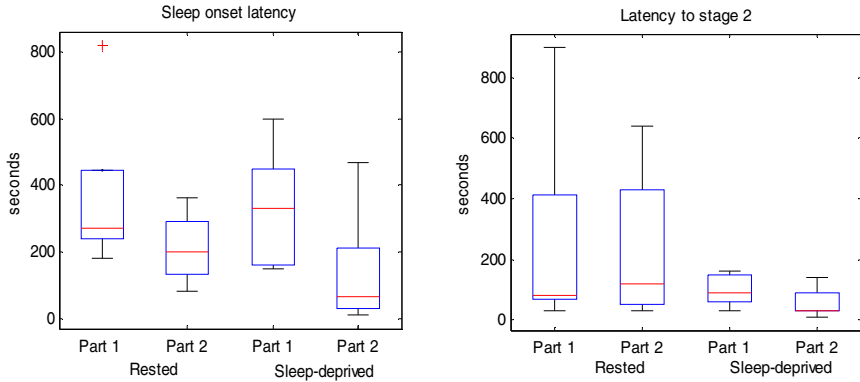 Sleep onset latency
seconds
800
600
400
200
0
Part 1 Part 2 Part 1 Part 2
Rested Sleep-deprived
Latency to stage 2
seconds
800
600
400
200
0
Part 1 Part 2 Part 1 Part 2
Rested Sleep-deprived